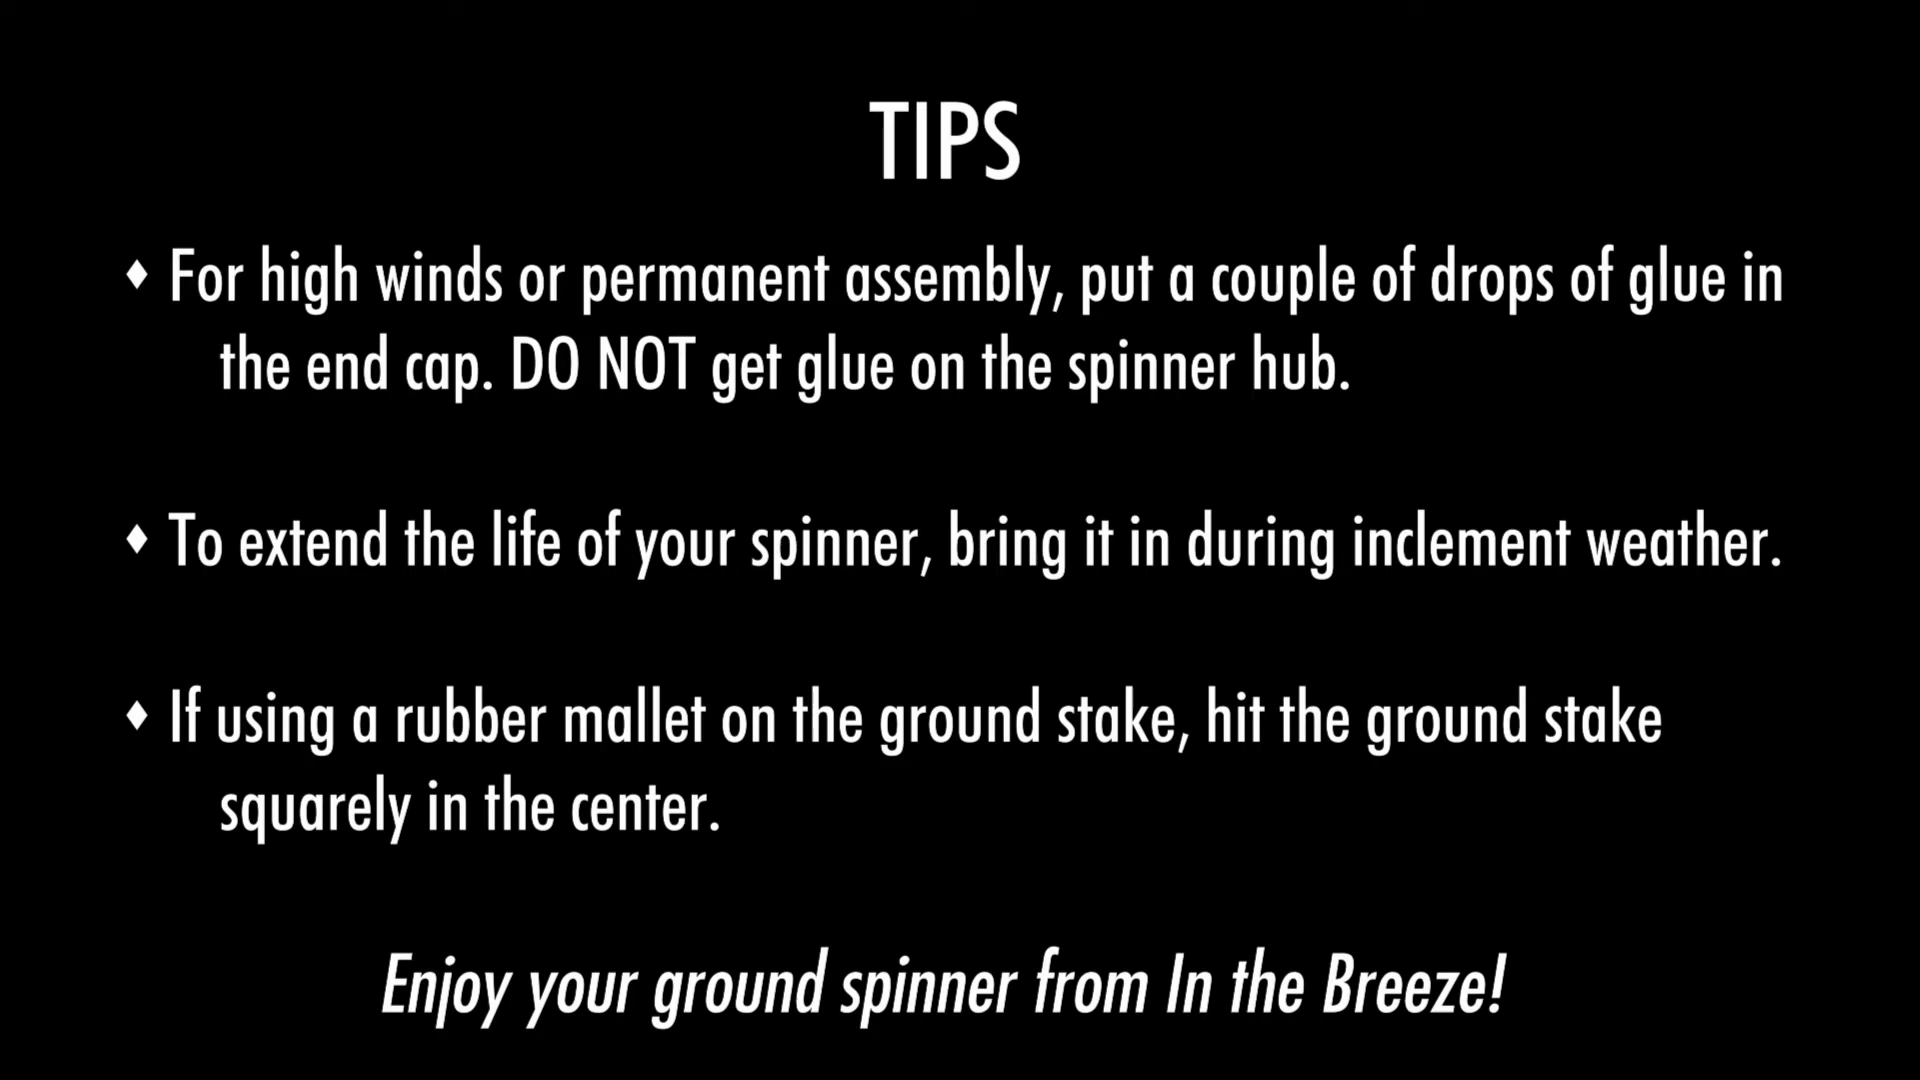 TIPS
♦ For high winds or permanent assembly, put a couple of drops of glue in
the end cap. DO NOT get glue on the spinner hub.
♦ To extend the life of your spinner, bring it in during inclement weather.
♦ If using a rubber mallet on the ground stake, hit the ground stake
squarely in the center.
Enjoy your ground spinner from In the Breeze!